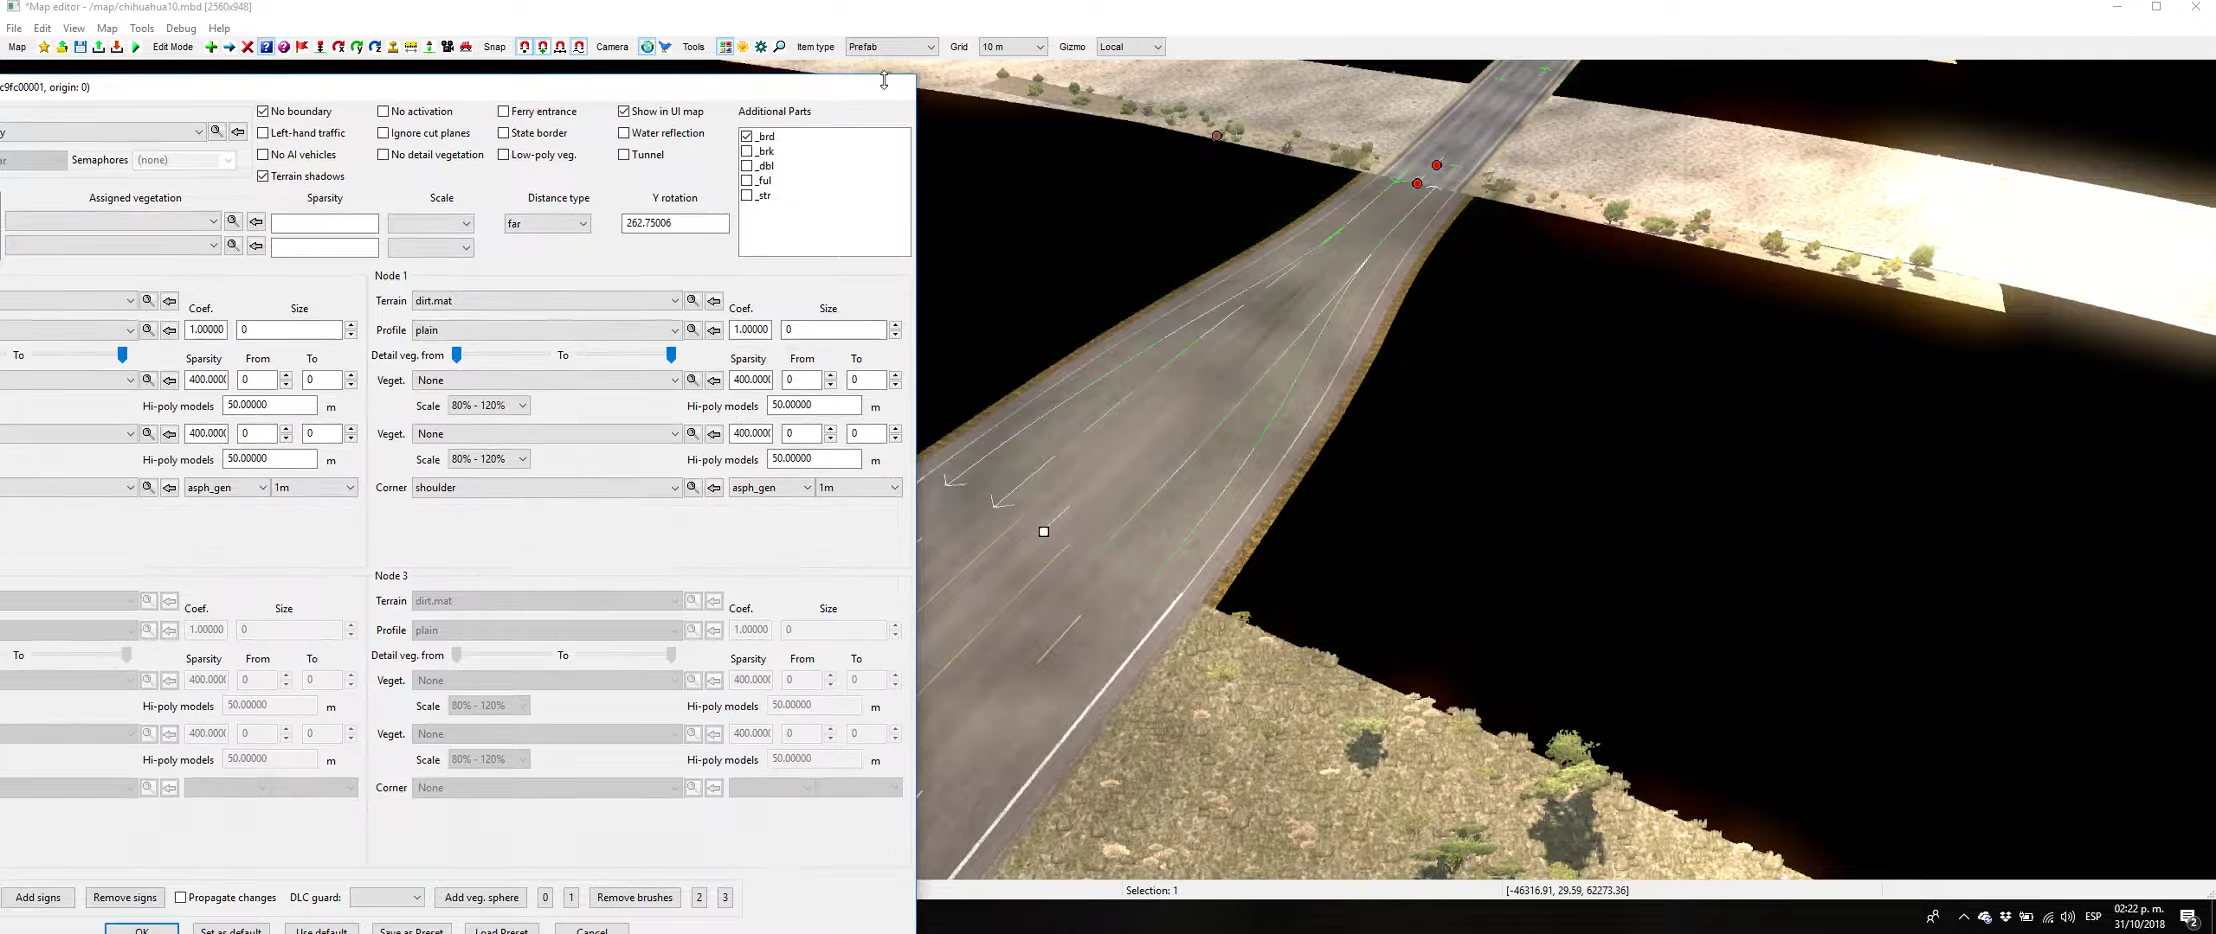 *Map editor - /map/chihuahua10.mbd [2560x948]
File Edit View Map Tools Debug Help
Map Edit Mode Snap Camera Tools Item type Prefab Grid 10 m Gizmo Local
c9fc00001, origin: 0)
No boundary No activation Ferry entrance Show in UI map Additional Parts
y Left-hand traffic Ignore cut planes State border Water reflection _brd
Semaphores (none) No AI vehicles No detail vegetation Low-poly veg. Tunnel _brk
_dbl
Terrain shadows _ful
_str
Assigned vegetation Sparsity Scale Distance type Y rotation
far 262.75006
Node 1
Terrain dirt.mat
Coef. Size Coef. Size
1.00000 0 Profile plain 1.00000 0
To Detail veg. from To
Sparsity From To Sparsity From To
400.000( 0 0 Veget. None 400.000( 0 0
Hi-poly models 50.00000 m Scale 80% - 120% Hi-poly models 50.00000 m
400.000( 0 0 Veget. None 400.000( 0 0
Hi-poly models 50.00000 m Scale 80% - 120% Hi-poly models 50.00000 m
asph_gen 1m Corner shoulder asph_gen 1m
Node 3
Terrain dirt.mat
Coef. Size Coef. Size
1.00000 0 Profile plain 1.00000 0
To Detail veg. from To
Sparsity From To Sparsity From To
400.000( 0 0 Veget. None 400.000( 0 0
Hi-poly models 50.00000 m Scale 80% - 120% Hi-poly models 50.00000 m
400.000( 0 0 Veget. None 400.000( 0 0
Hi-poly models 50.00000 m Scale 80% - 120% Hi-poly models 50.00000 m
Corner None
Add signs Remove signs Propagate changes DLC guard: Add veg. sphere 0 1 Remove brushes 2 3
OK Set as default Use default Save as Preset Load Preset Cancel
Selection: 1 [-46316.91, 29.59, 62273.36]
ESP 02:22 p. m.
31/10/2018 2